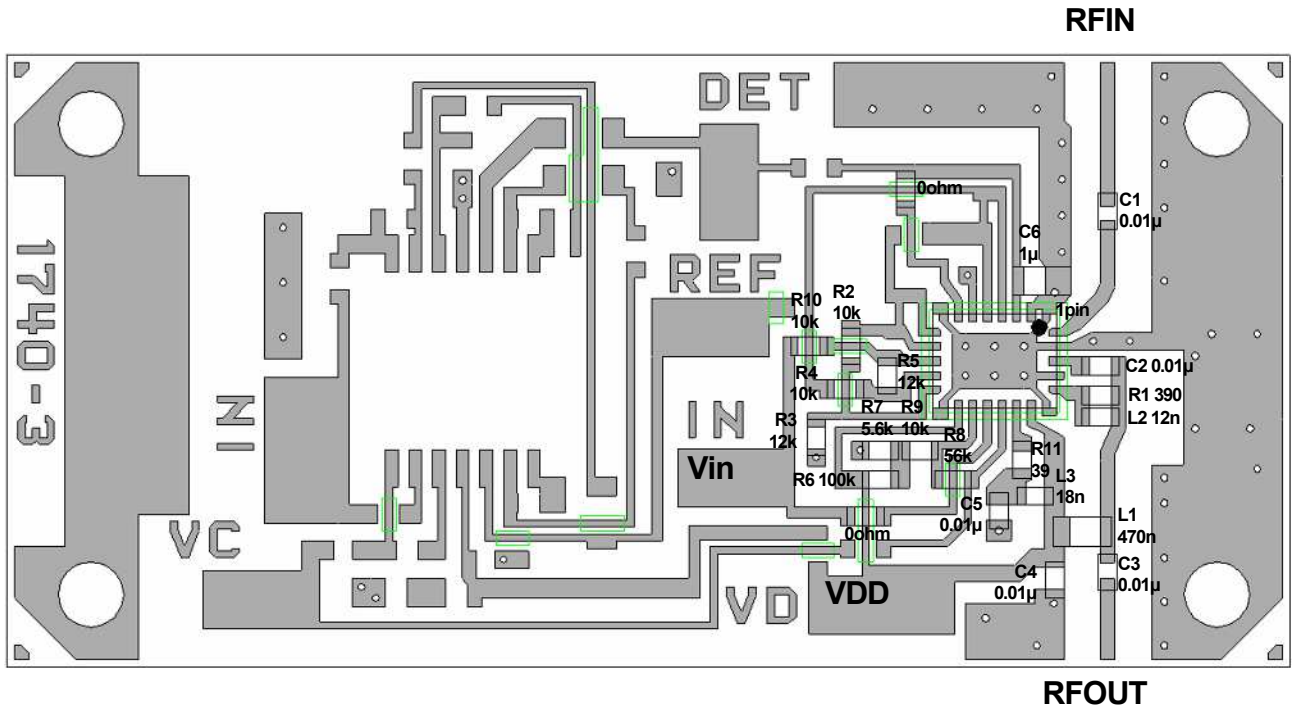 RFIN
DET
0ohm
C1
0.01µ
C6
1µ
REF
1pin
R10
10k
R2
10k
C2 0.01µ
R5
12k
R4
10k
R1 390
L2 12n
R7
5.6k
R9
10k
R3
12k
IN
Vin
R8
56k
R11
39
R6 100k
L3
18n
C5
0.01µ
L1
470n
0ohm
C3
0.01µ
C4
0.01µ
VDD
VD
VC
IN
1740-3
RFOUT